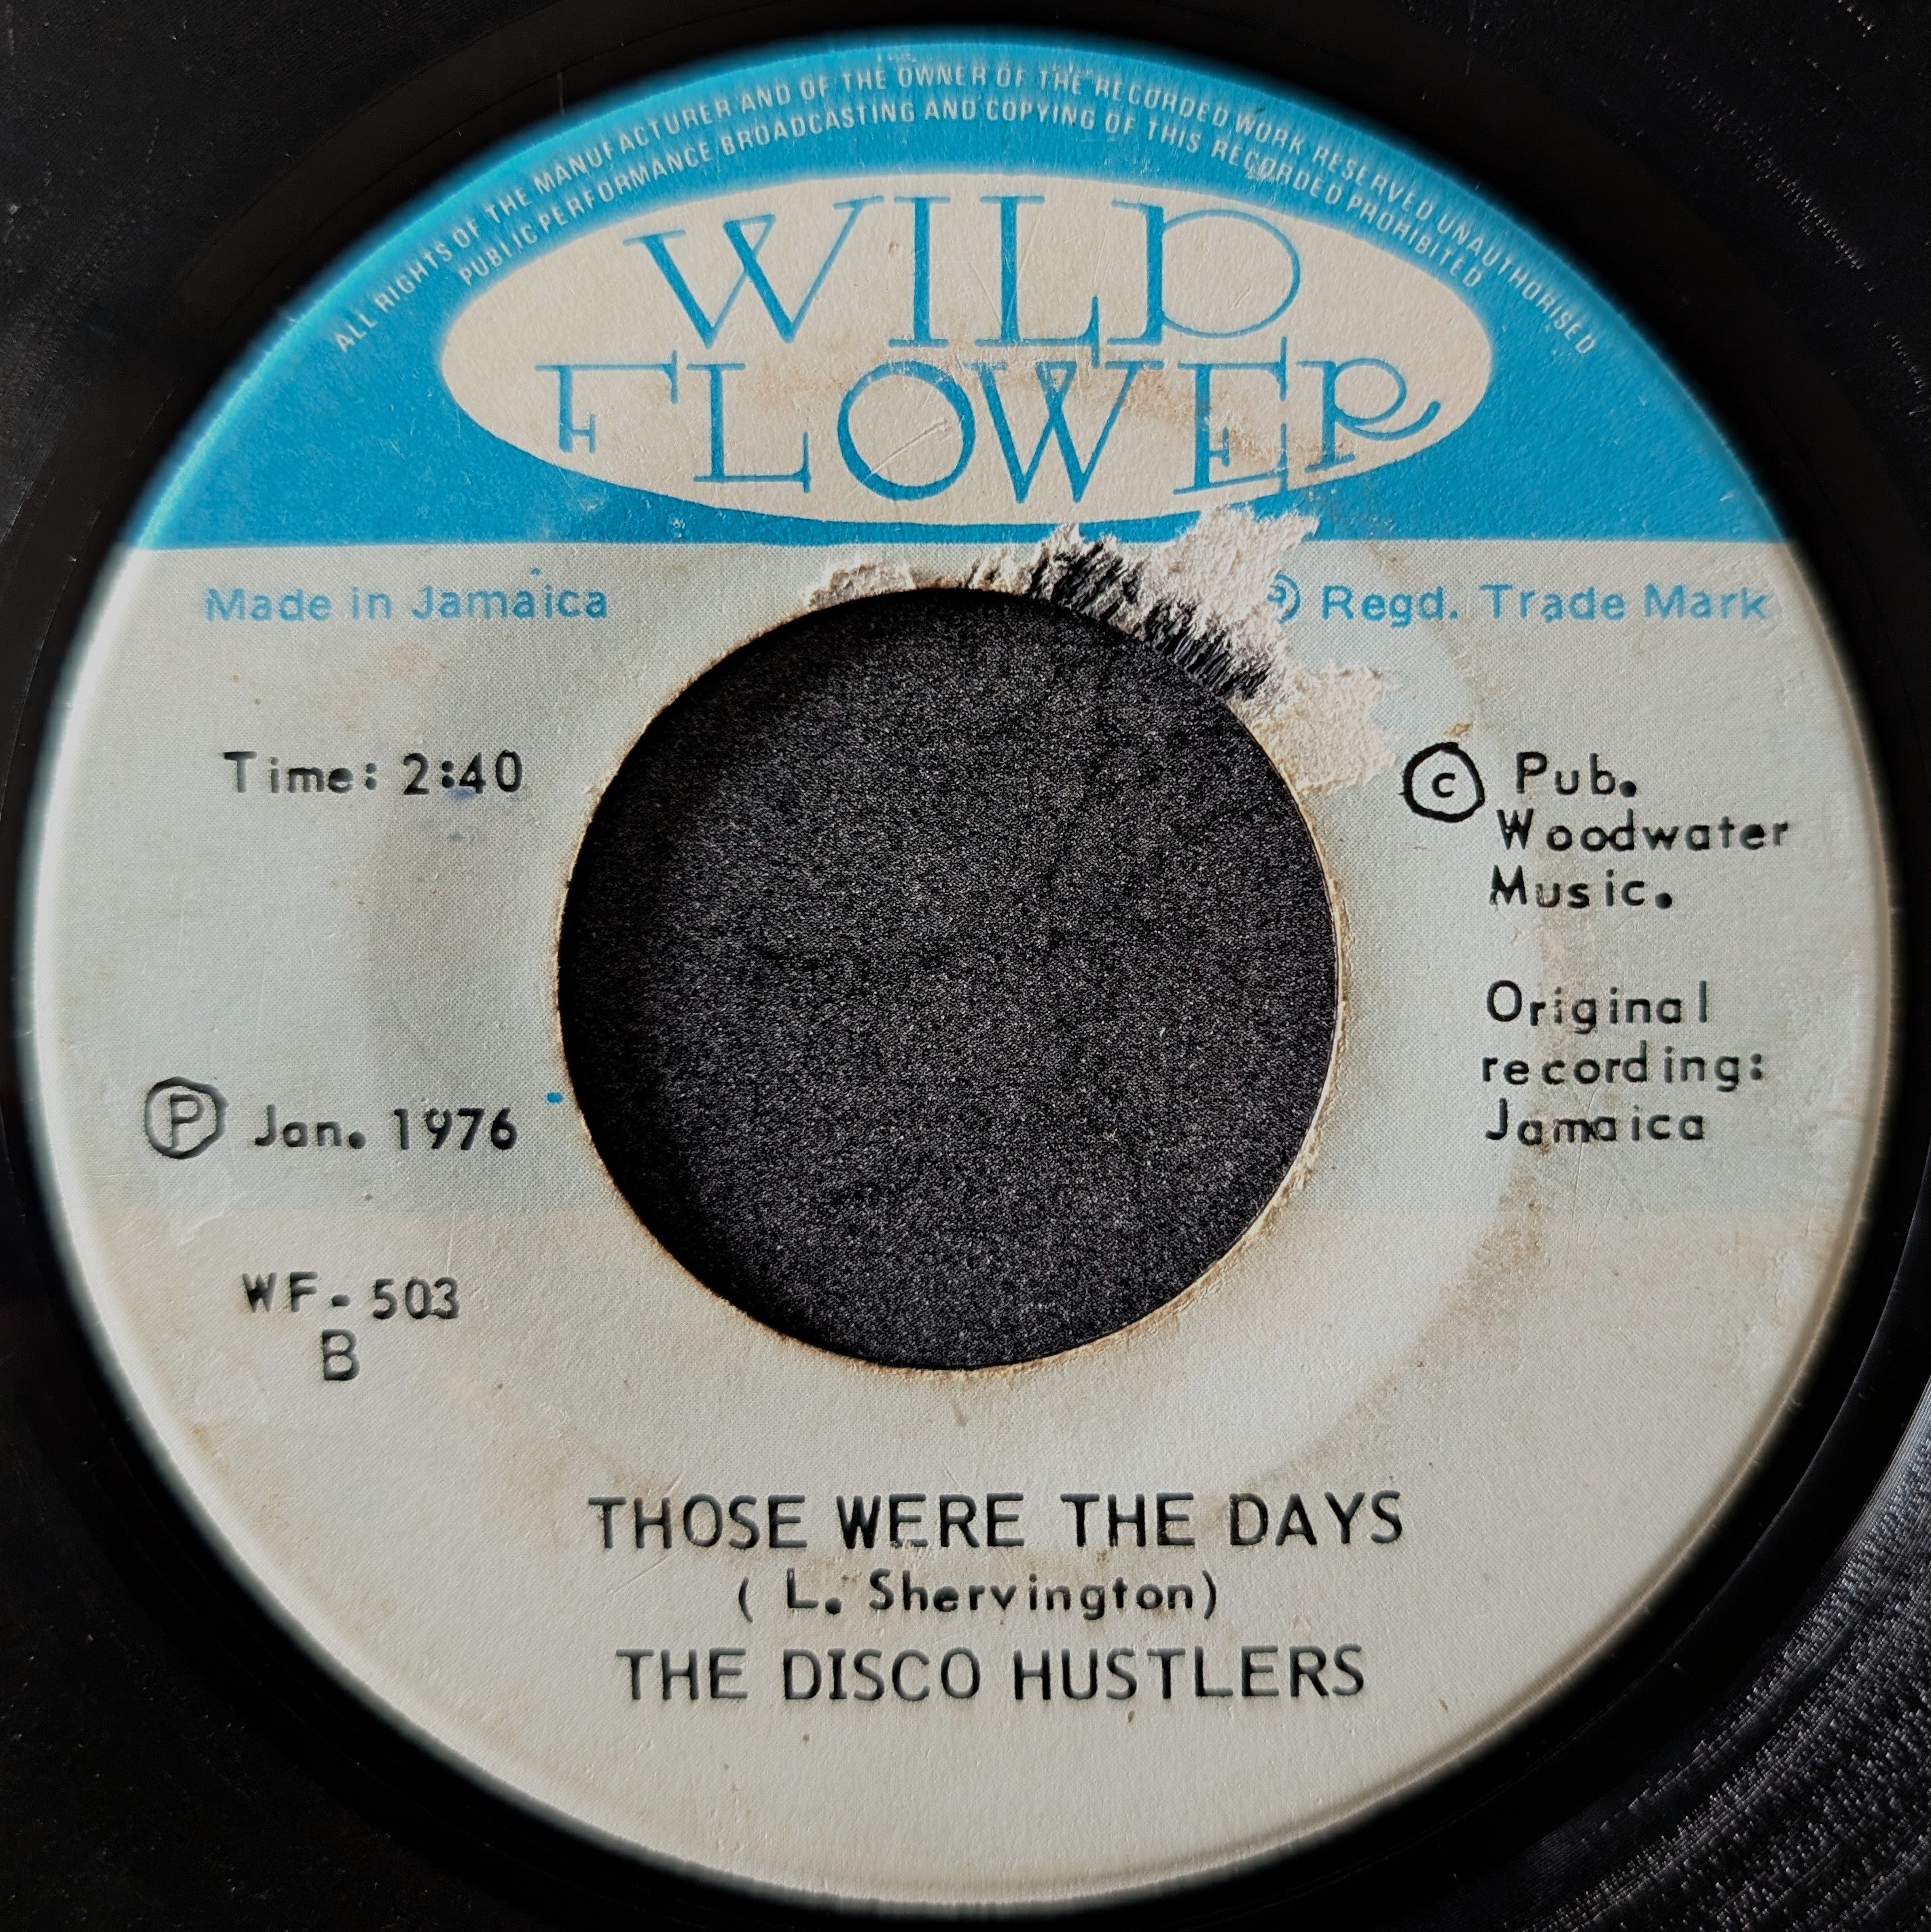 ALL RIGHTS OF THE MANUFACTURER AND OF THE OWNER OF THE RECORDED WORK RESERVED UNAUTHORISED
PUBLIC PERFORMANCE BROADCASTING AND COPYING OF THIS RECORDED PROHIBITED
WILD
FLOWER
Made in Jamaica
Regd. Trade Mark
Time: 2:40
© Pub.
Woodwater
Music.
Original
recording:
Jamaica
℗ Jan. 1976
WF-503
B
THOSE WERE THE DAYS
( L. Shervington)
THE DISCO HUSTLERS